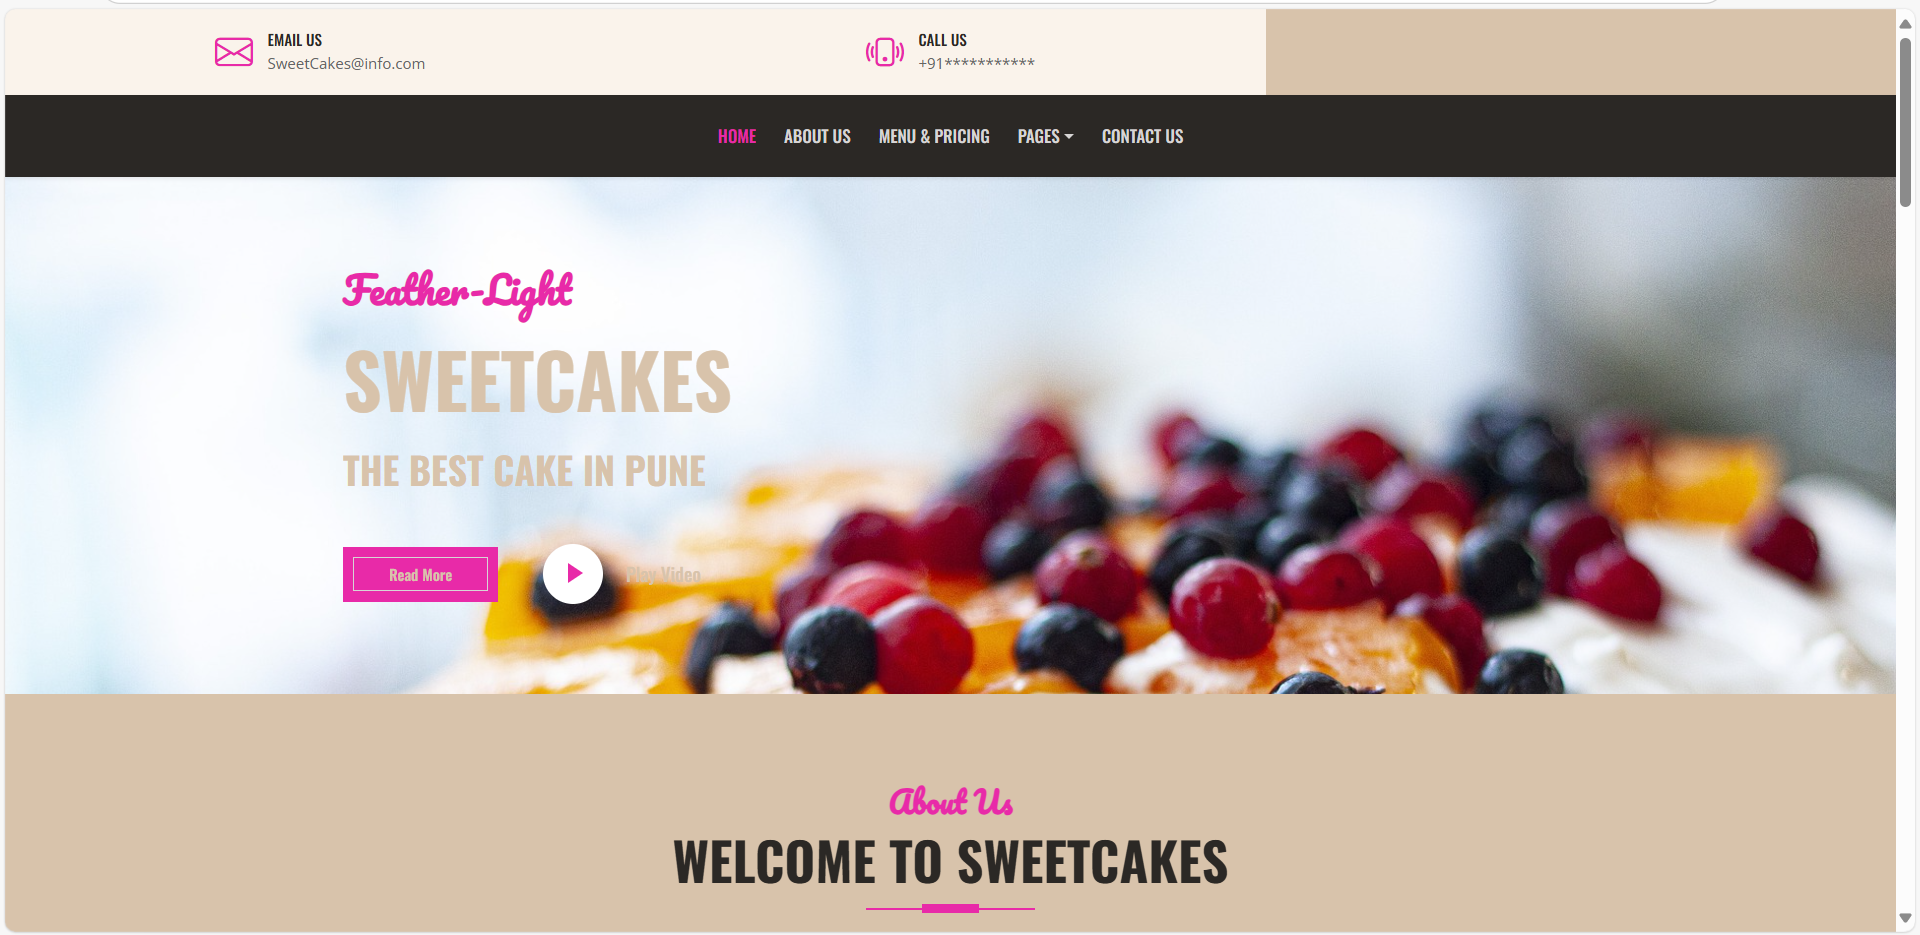 EMAIL US
SweetCakes@info.com
CALL US
+91***********
HOME ABOUT US MENU & PRICING PAGES CONTACT US
Feather-Light
SWEETCAKES
THE BEST CAKE IN PUNE
Read More
Play Video
About Us
WELCOME TO SWEETCAKES